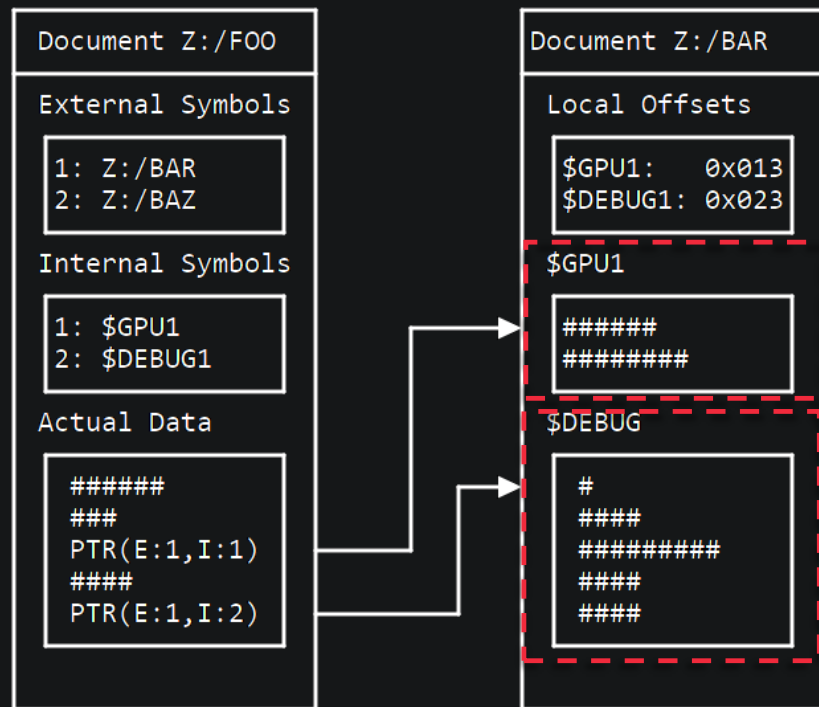 Document Z:/FOO
External Symbols
1: Z:/BAR
2: Z:/BAZ
Internal Symbols
1: $GPU1
2: $DEBUG1
Actual Data
######
###
PTR(E:1,I:1)
####
PTR(E:1,I:2)
Document Z:/BAR
Local Offsets
$GPU1:   0x013
$DEBUG1: 0x023
$GPU1
######
########
$DEBUG
#
####
#########
####
####